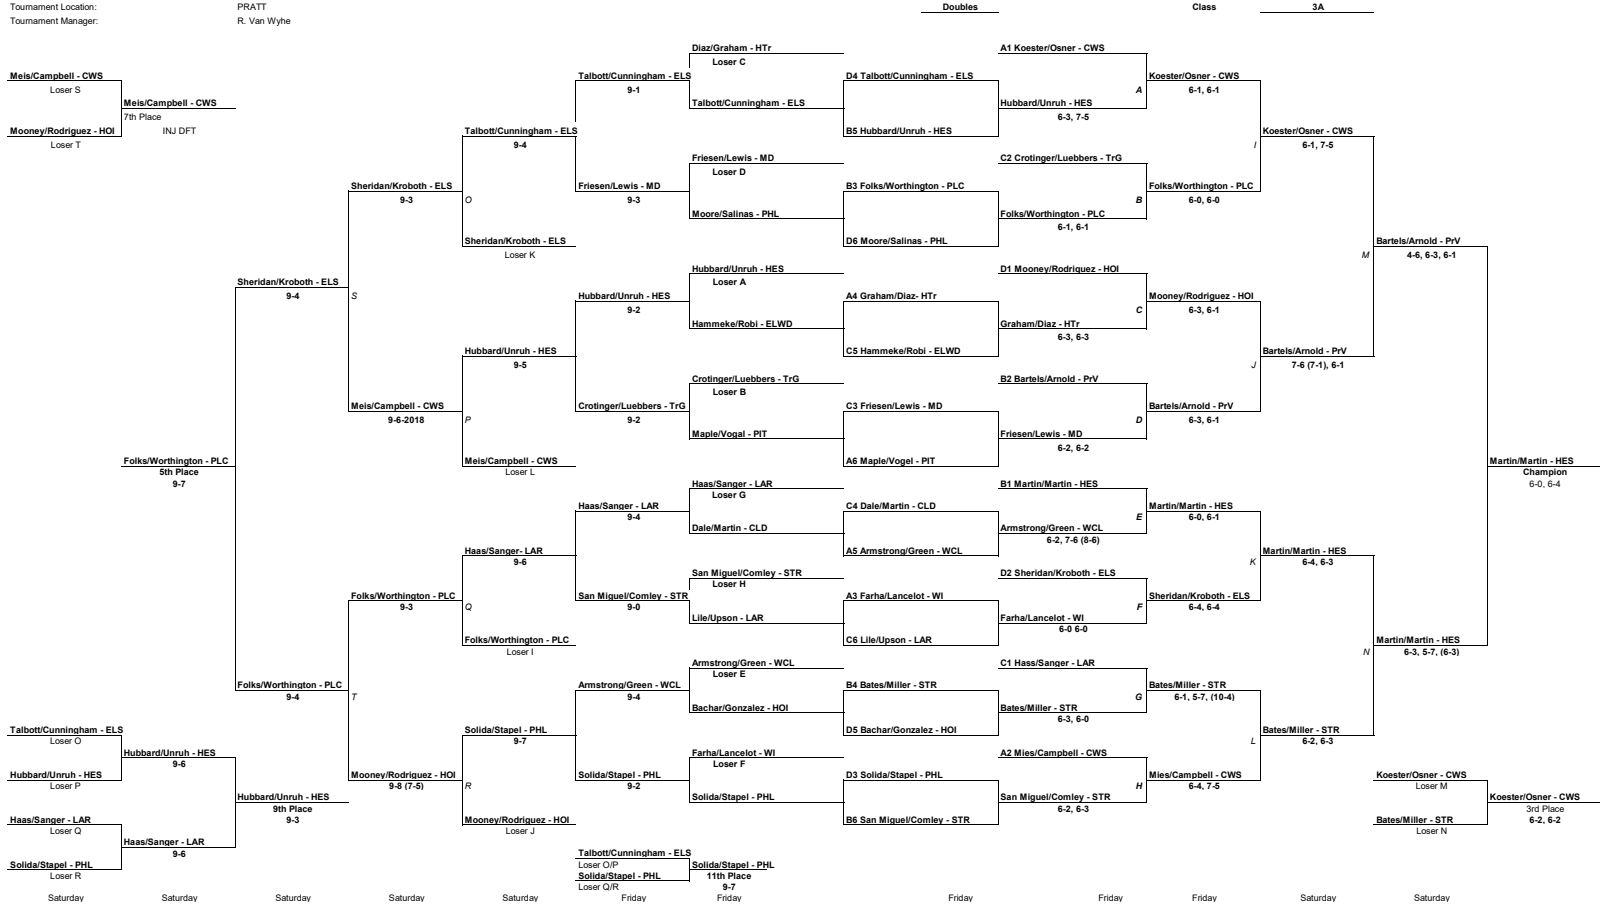 Tournament Location: PRATT Doubles Class 3A
Tournament Manager: R. Van Wyhe
Diaz/Graham - HTr A1 Koester/Osner - CWS
Loser C
Meis/Campbell - CWS Talbott/Cunningham - ELS D4 Talbott/Cunningham - ELS Koester/Osner - CWS
Loser S 9-1 A 6-1, 6-1
Meis/Campbell - CWS Talbott/Cunningham - ELS Hubbard/Unruh - HES
7th Place 6-3, 7-5
Mooney/Rodriguez - HOI INJ DFT Talbott/Cunningham - ELS B5 Hubbard/Unruh - HES Koester/Osner - CWS
Loser T 9-4 I 6-1, 7-5
Friesen/Lewis - MD C2 Crotinger/Luebbers - TrG
Loser D
Sheridan/Kroboth - ELS Friesen/Lewis - MD B3 Folks/Worthington - PLC Folks/Worthington - PLC
9-3 O 9-3 B 6-0, 6-0
Moore/Salinas - PHL Folks/Worthington - PLC
6-1, 6-1
Sheridan/Kroboth - ELS D6 Moore/Salinas - PHL Bartels/Arnold - PrV
Loser K M 4-6, 6-3, 6-1
Hubbard/Unruh - HES D1 Mooney/Rodriguez - HOI
Sheridan/Kroboth - ELS Loser A
9-4 S Hubbard/Unruh - HES A4 Graham/Diaz- HTr Mooney/Rodriguez - HOI
9-2 C 6-3, 6-1
Hammeke/Robi - ELWD Graham/Diaz - HTr
6-3, 6-3
Hubbard/Unruh - HES C5 Hammeke/Robi - ELWD Bartels/Arnold - PrV
9-5 J 7-6 (7-1), 6-1
Crotinger/Luebbers - TrG B2 Bartels/Arnold - PrV
Loser B
Meis/Campbell - CWS Crotinger/Luebbers - TrG C3 Friesen/Lewis - MD Bartels/Arnold - PrV
9-6-2018 P 9-2 D 6-3, 6-1
Maple/Vogal - PIT Friesen/Lewis - MD
6-2, 6-2
Folks/Worthington - PLC Meis/Campbell - CWS A6 Maple/Vogel - PIT Martin/Martin - HES
5th Place Loser L Champion
9-7 Haas/Sanger - LAR B1 Martin/Martin - HES 6-0, 6-4
Loser G
Haas/Sanger - LAR C4 Dale/Martin - CLD Martin/Martin - HES
9-4 E 6-0, 6-1
Dale/Martin - CLD Armstrong/Green - WCL
6-2, 7-6 (8-6)
Haas/Sanger- LAR A5 Armstrong/Green - WCL Martin/Martin - HES
9-6 K 6-4, 6-3
San Miguel/Comley - STR D2 Sheridan/Kroboth - ELS
Loser H
Folks/Worthington - PLC San Miguel/Comley - STR A3 Farha/Lancelot - WI Sheridan/Kroboth - ELS
9-3 Q 9-0 F 6-4, 6-4
Lile/Upson - LAR Farha/Lancelot - WI
6-0 6-0
Folks/Worthington - PLC C6 Lile/Upson - LAR Martin/Martin - HES
Loser I N 6-3, 5-7, (6-3)
Armstrong/Green - WCL C1 Hass/Sanger - LAR
Loser E
Folks/Worthington - PLC Armstrong/Green - WCL B4 Bates/Miller - STR Bates/Miller - STR
9-4 T 9-4 G 6-1, 5-7, (10-4)
Bachar/Gonzalez - HOI Bates/Miller - STR
6-3, 6-0
Talbott/Cunningham - ELS Solida/Stapel - PHL D5 Bachar/Gonzalez - HOI Bates/Miller - STR
Loser O 9-7 L 6-2, 6-3
Hubbard/Unruh - HES Farha/Lancelot - WI A2 Mies/Campbell - CWS
9-6 Loser F
Hubbard/Unruh - HES Mooney/Rodriguez - HOI Solida/Stapel - PHL D3 Solida/Stapel - PHL Mies/Campbell - CWS Koester/Osner - CWS
Loser P 9-8 (7-5) R 9-2 H 6-4, 7-5 Loser M
Hubbard/Unruh - HES Solida/Stapel - PHL San Miguel/Comley - STR Koester/Osner - CWS
9th Place 6-2, 6-3 3rd Place
Haas/Sanger - LAR 9-3 Mooney/Rodriguez - HOI B6 San Miguel/Comley - STR Bates/Miller - STR 6-2, 6-2
Loser Q Loser J Loser N
Haas/Sanger - LAR
9-6 Talbott/Cunningham - ELS
Solida/Stapel - PHL Loser O/P Solida/Stapel - PHL
Loser R Solida/Stapel - PHL 11th Place
Loser Q/R 9-7
Saturday Saturday Saturday Saturday Saturday Friday Friday Friday Friday Friday Saturday Saturday